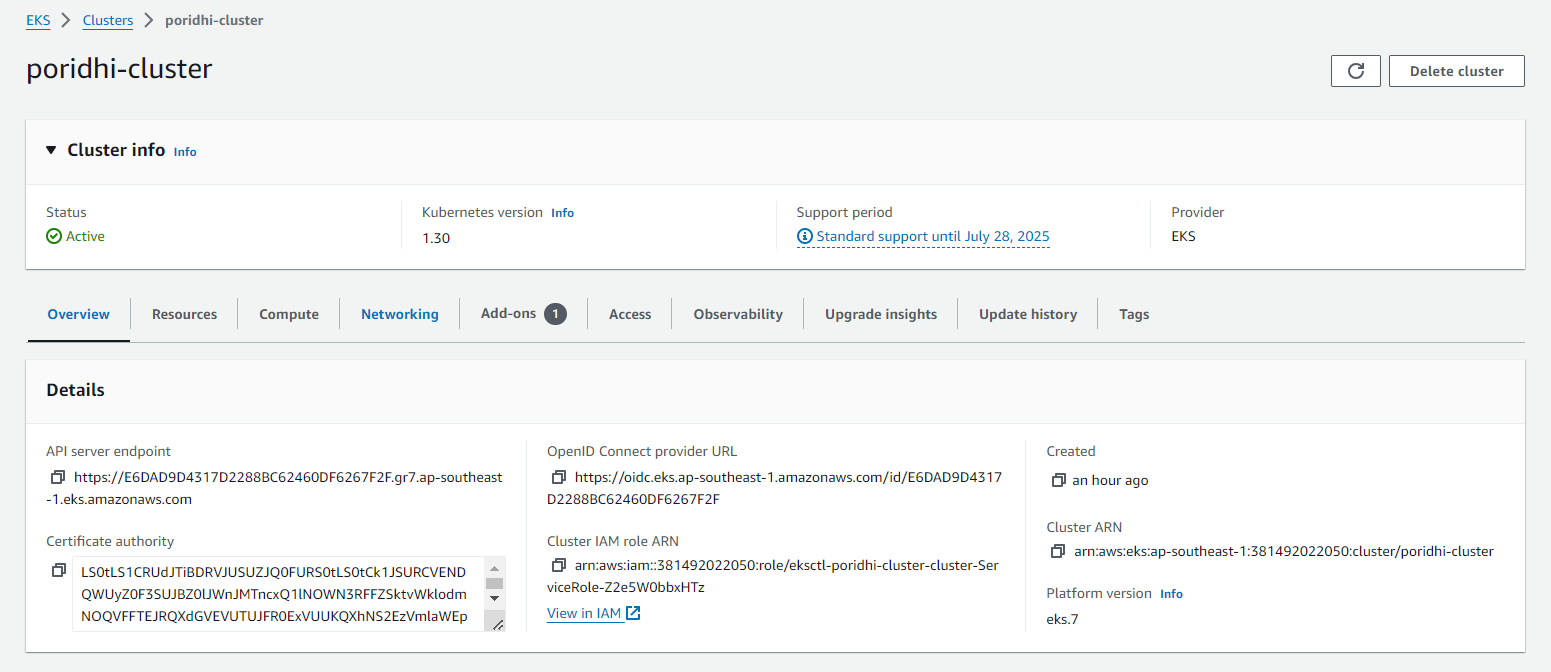 EKS > Clusters > poridhi-cluster
poridhi-cluster
Delete cluster
Cluster info Info
Status
Active
Kubernetes version Info
1.30
Support period
Standard support until July 28, 2025
Provider
EKS
Overview
Resources
Compute
Networking
Add-ons 1
Access
Observability
Upgrade insights
Update history
Tags
Details
API server endpoint
https://E6DAD9D4317D2288BC62460DF6267F2F.gr7.ap-southeast
-1.eks.amazonaws.com
Certificate authority
LS0tLS1CRUdJTiBDRVJUSUZJQ0FURS0tLS0tCk1JSURCVEND
QWUyZ0F3SUJBZ0lJWnJMTncxQ1lNOWN3RFFZSktvWklodm
NOQVFFTEJRQXdGVEVUTUJFR0ExVUUKQXhNS2EzVmlaWEp
OpenID Connect provider URL
https://oidc.eks.ap-southeast-1.amazonaws.com/id/E6DAD9D4317
D2288BC62460DF6267F2F
Cluster IAM role ARN
arn:aws:iam::381492022050:role/eksctl-poridhi-cluster-cluster-Ser
viceRole-Z2e5W0bbxHTz
View in IAM
Created
an hour ago
Cluster ARN
arn:aws:eks:ap-southeast-1:381492022050:cluster/poridhi-cluster
Platform version Info
eks.7